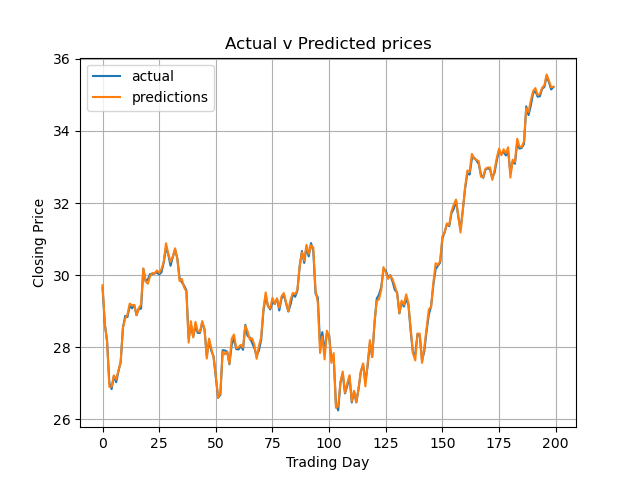 Actual v Predicted prices
actual
predictions
36
34
32
30
28
26
Closing Price
0 25 50 75 100 125 150 175 200
Trading Day